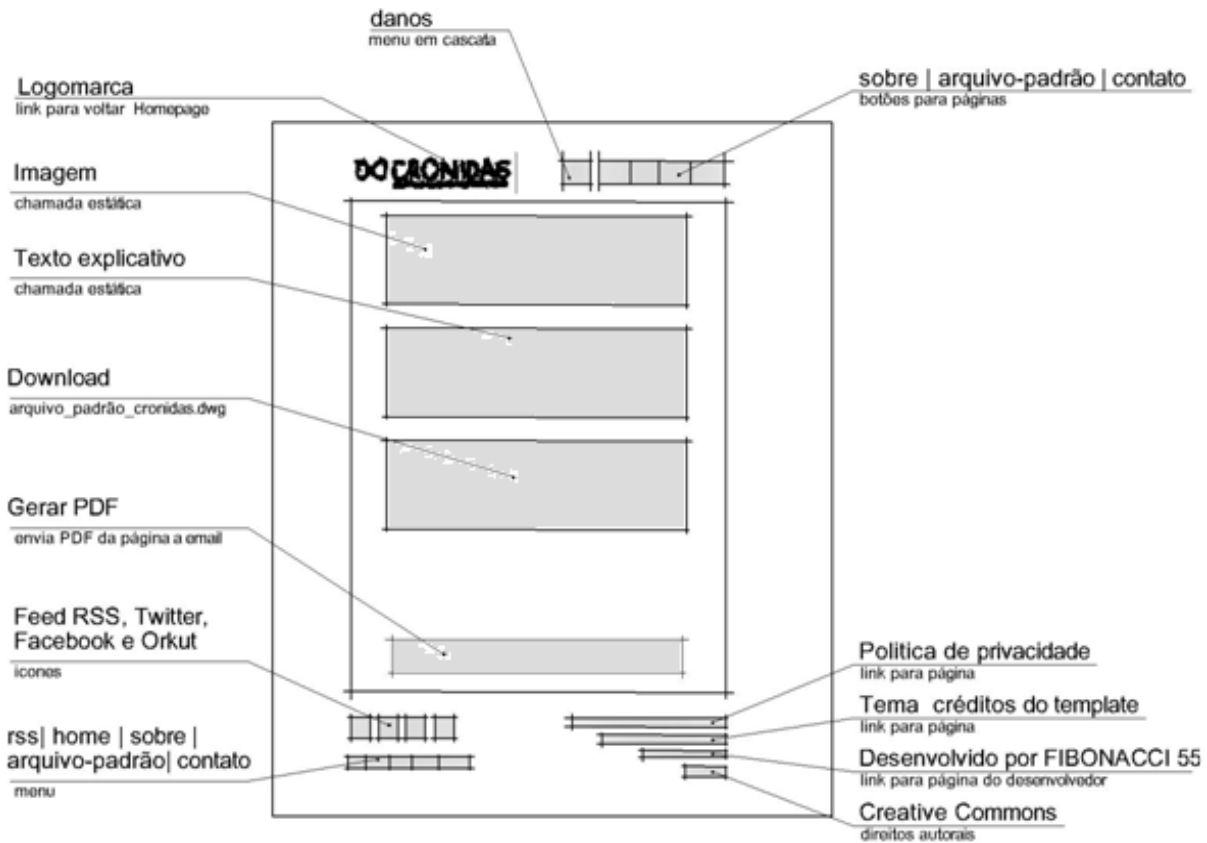 danos
menu em cascata
Logomarca
link para voltar Homepage
sobre | arquivo-padrão | contato
botões para páginas
CRONIDAS
Imagem
chamada estática
Texto explicativo
chamada estática
Download
arquivo_padrão_cronidas.dwg
Gerar PDF
envia PDF da página a email
Feed RSS, Twitter,
Facebook e Orkut
icones
rss| home | sobre |
arquivo-padrão| contato
menu
Politica de privacidade
link para página
Tema créditos do template
link para página
Desenvolvido por FIBONACCI 55
link para página do desenvolvedor
Creative Commons
direitos autorais